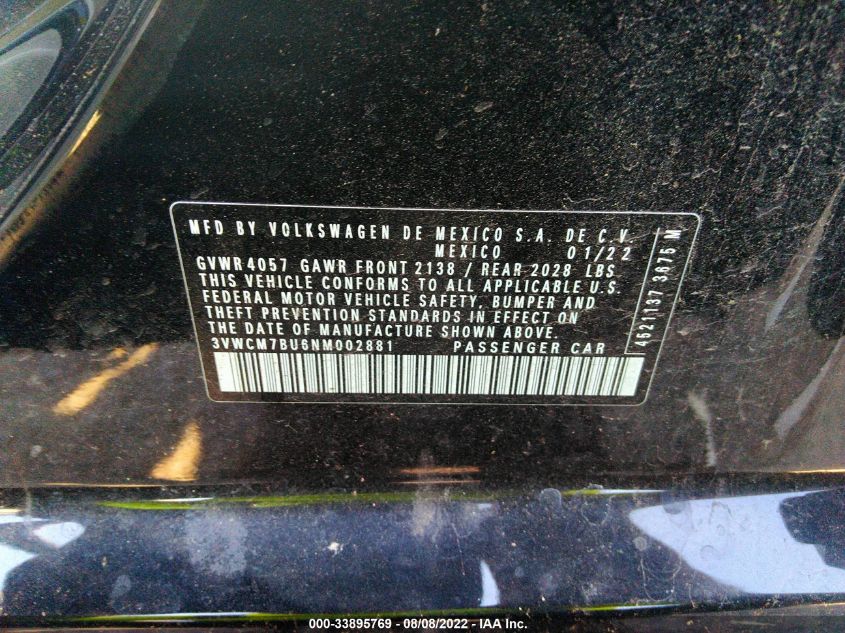 MFD BY VOLKSWAGEN DE MEXICO S.A. DE C.V.
MEXICO 01/22
GVWR 4057 GAWR FRONT 2138 / REAR 2028 LBS
THIS VEHICLE CONFORMS TO ALL APPLICABLE U.S.
FEDERAL MOTOR VEHICLE SAFETY, BUMPER AND
THEFT PREVENTION STANDARDS IN EFFECT ON
THE DATE OF MANUFACTURE SHOWN ABOVE.
3VWCM7BU6NM002881 PASSENGER CAR
4521137 3875 M
000-33895769 - 08/08/2022 - IAA Inc.